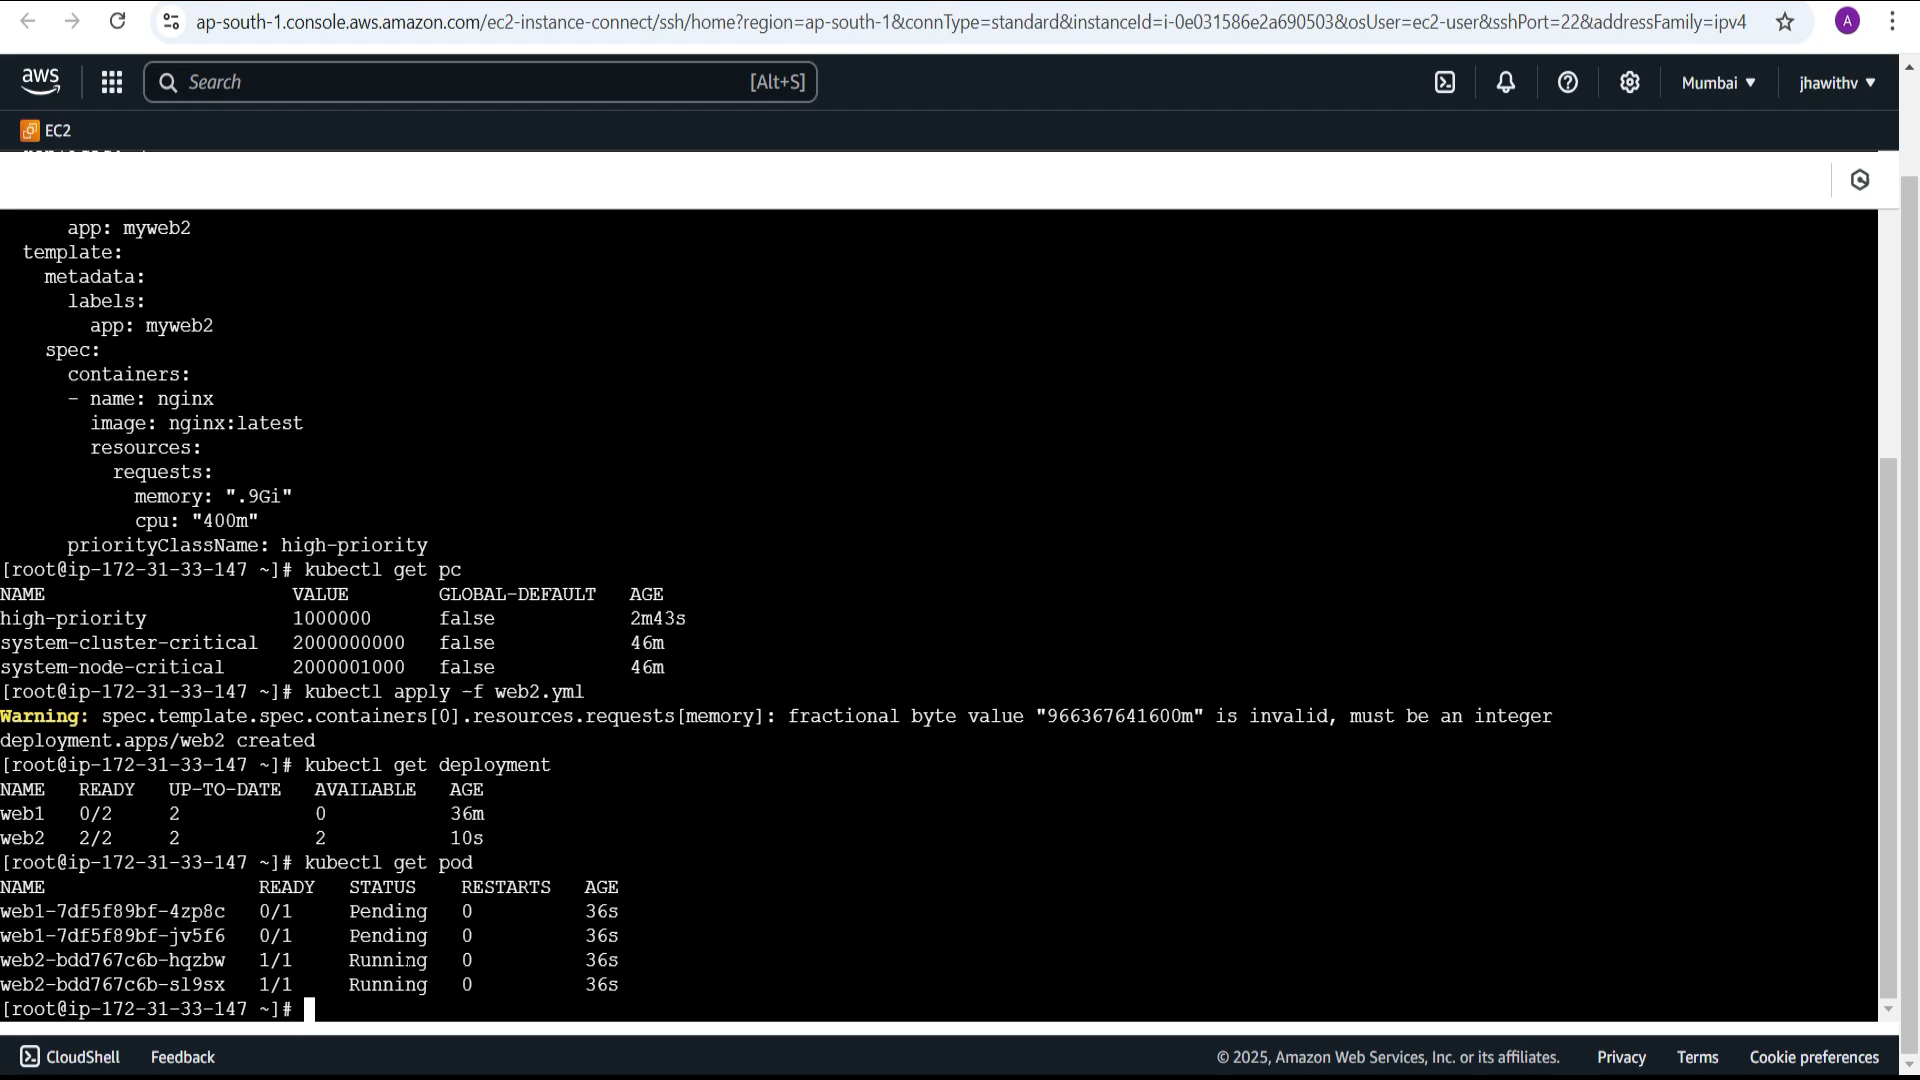 ap-south-1.console.aws.amazon.com/ec2-instance-connect/ssh/home?region=ap-south-1&connType=standard&instanceId=i-0e031586e2a690503&osUser=ec2-user&sshPort=22&addressFamily=ipv4
A
aws
Search [Alt+S]
Mumbai ▼ jhawithv ▼
EC2
      app: myweb2
  template:
    metadata:
      labels:
        app: myweb2
    spec:
      containers:
      - name: nginx
        image: nginx:latest
        resources:
          requests:
            memory: ".9Gi"
            cpu: "400m"
      priorityClassName: high-priority
[root@ip-172-31-33-147 ~]# kubectl get pc
NAME                      VALUE        GLOBAL-DEFAULT   AGE
high-priority             1000000      false            2m43s
system-cluster-critical   2000000000   false            46m
system-node-critical      2000001000   false            46m
[root@ip-172-31-33-147 ~]# kubectl apply -f web2.yml
Warning: spec.template.spec.containers[0].resources.requests[memory]: fractional byte value "966367641600m" is invalid, must be an integer
deployment.apps/web2 created
[root@ip-172-31-33-147 ~]# kubectl get deployment
NAME   READY   UP-TO-DATE   AVAILABLE   AGE
web1   0/2     2            0           36m
web2   2/2     2            2           10s
[root@ip-172-31-33-147 ~]# kubectl get pod
NAME                   READY   STATUS    RESTARTS   AGE
web1-7df5f89bf-4zp8c   0/1     Pending   0          36s
web1-7df5f89bf-jv5f6   0/1     Pending   0          36s
web2-bdd767c6b-hqzbw   1/1     Running   0          36s
web2-bdd767c6b-sl9sx   1/1     Running   0          36s
[root@ip-172-31-33-147 ~]#
CloudShell Feedback © 2025, Amazon Web Services, Inc. or its affiliates. Privacy Terms Cookie preferences